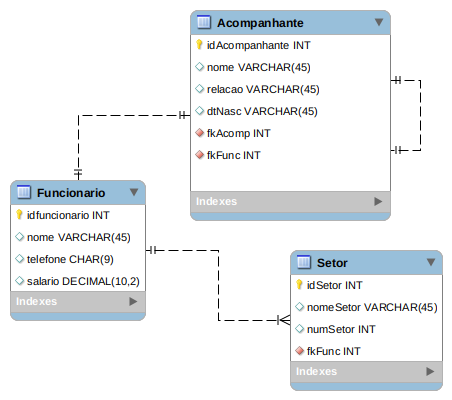 Acompanhante
idAcompanhante INT
nome VARCHAR(45)
relacao VARCHAR(45)
dtNasc VARCHAR(45)
fkAcomp INT
fkFunc INT
Indexes
Funcionario
idfuncionario INT
nome VARCHAR(45)
telefone CHAR(9)
salario DECIMAL(10,2)
Indexes
Setor
idSetor INT
nomeSetor VARCHAR(45)
numSetor INT
fkFunc INT
Indexes